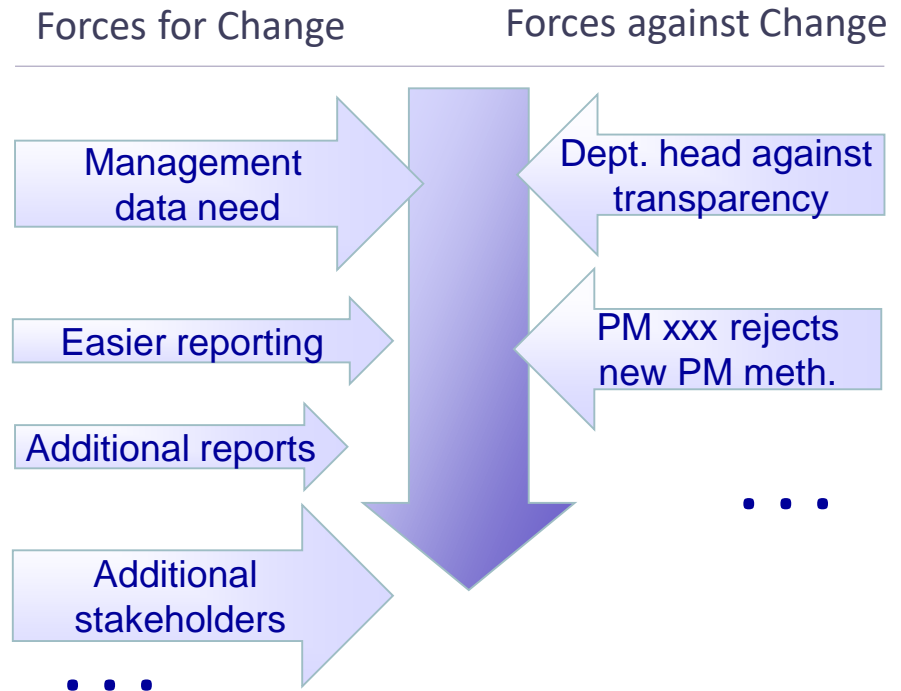 Forces for Change
Forces against Change
Management
data need
Dept. head against
transparency
Easier reporting
PM xxx rejects
new PM meth.
Additional reports
. . .
Additional
stakeholders
. . .